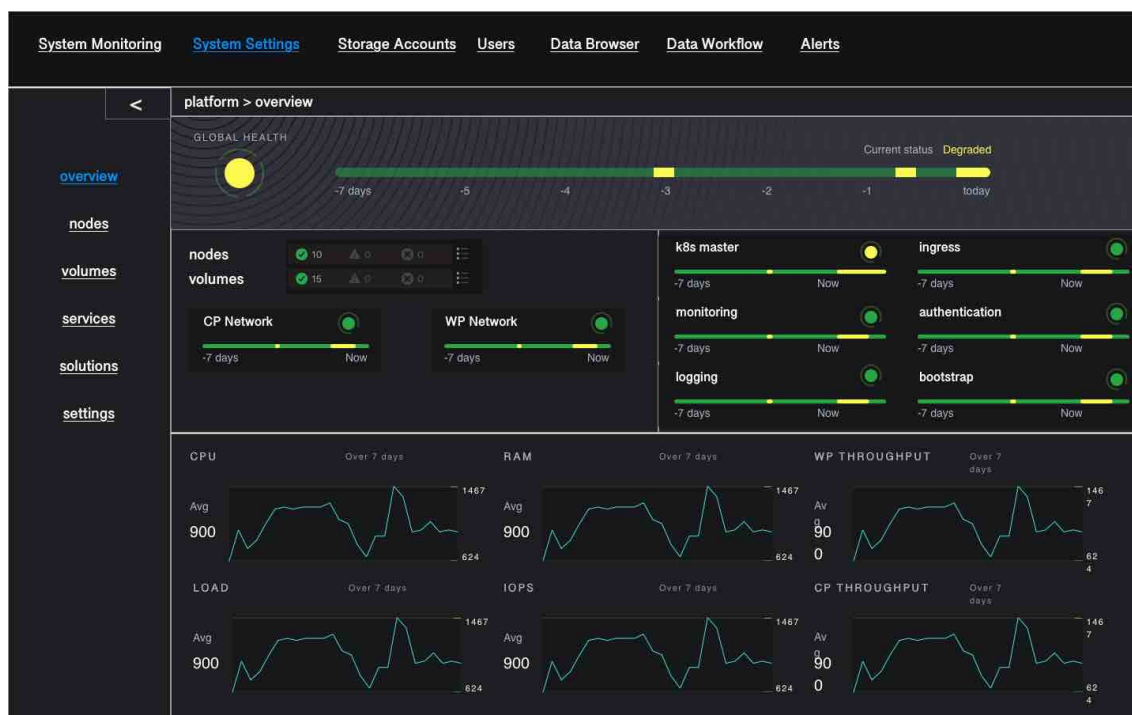 System Monitoring System Settings Storage Accounts Users Data Browser Data Workflow Alerts
<
platform > overview
GLOBAL HEALTH
Current status Degraded
-7 days -5 -4 -3 -2 -1 today
overview
nodes
volumes
services
solutions
settings
nodes 10 0 0
volumes 15 0 0
CP Network
-7 days Now
WP Network
-7 days Now
k8s master
-7 days Now
ingress
-7 days Now
monitoring
-7 days Now
authentication
-7 days Now
logging
-7 days Now
bootstrap
-7 days Now
CPU Over 7 days
1467
Avg
900
624
RAM Over 7 days
1467
Avg
900
624
WP THROUGHPUT Over 7
days
146
7
Av
g
90
0
62
4
LOAD Over 7 days
1467
Avg
900
624
IOPS Over 7 days
1467
Avg
900
624
CP THROUGHPUT Over 7
days
146
7
Av
g
90
0
62
4